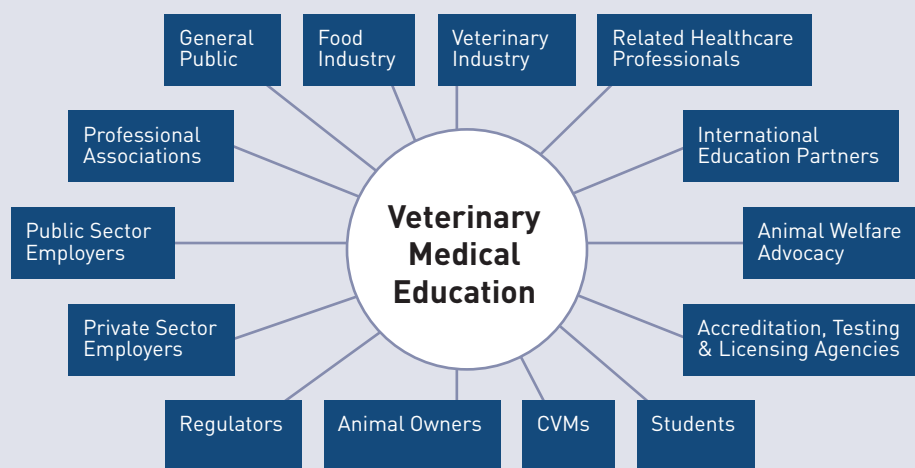 General
Public
Food
Industry
Veterinary
Industry
Related Healthcare
Professionals
Professional
Associations
International
Education Partners
Public Sector
Employers
Veterinary
Medical
Education
Animal Welfare
Advocacy
Private Sector
Employers
Accreditation, Testing
& Licensing Agencies
Regulators
Animal Owners
CVMs
Students